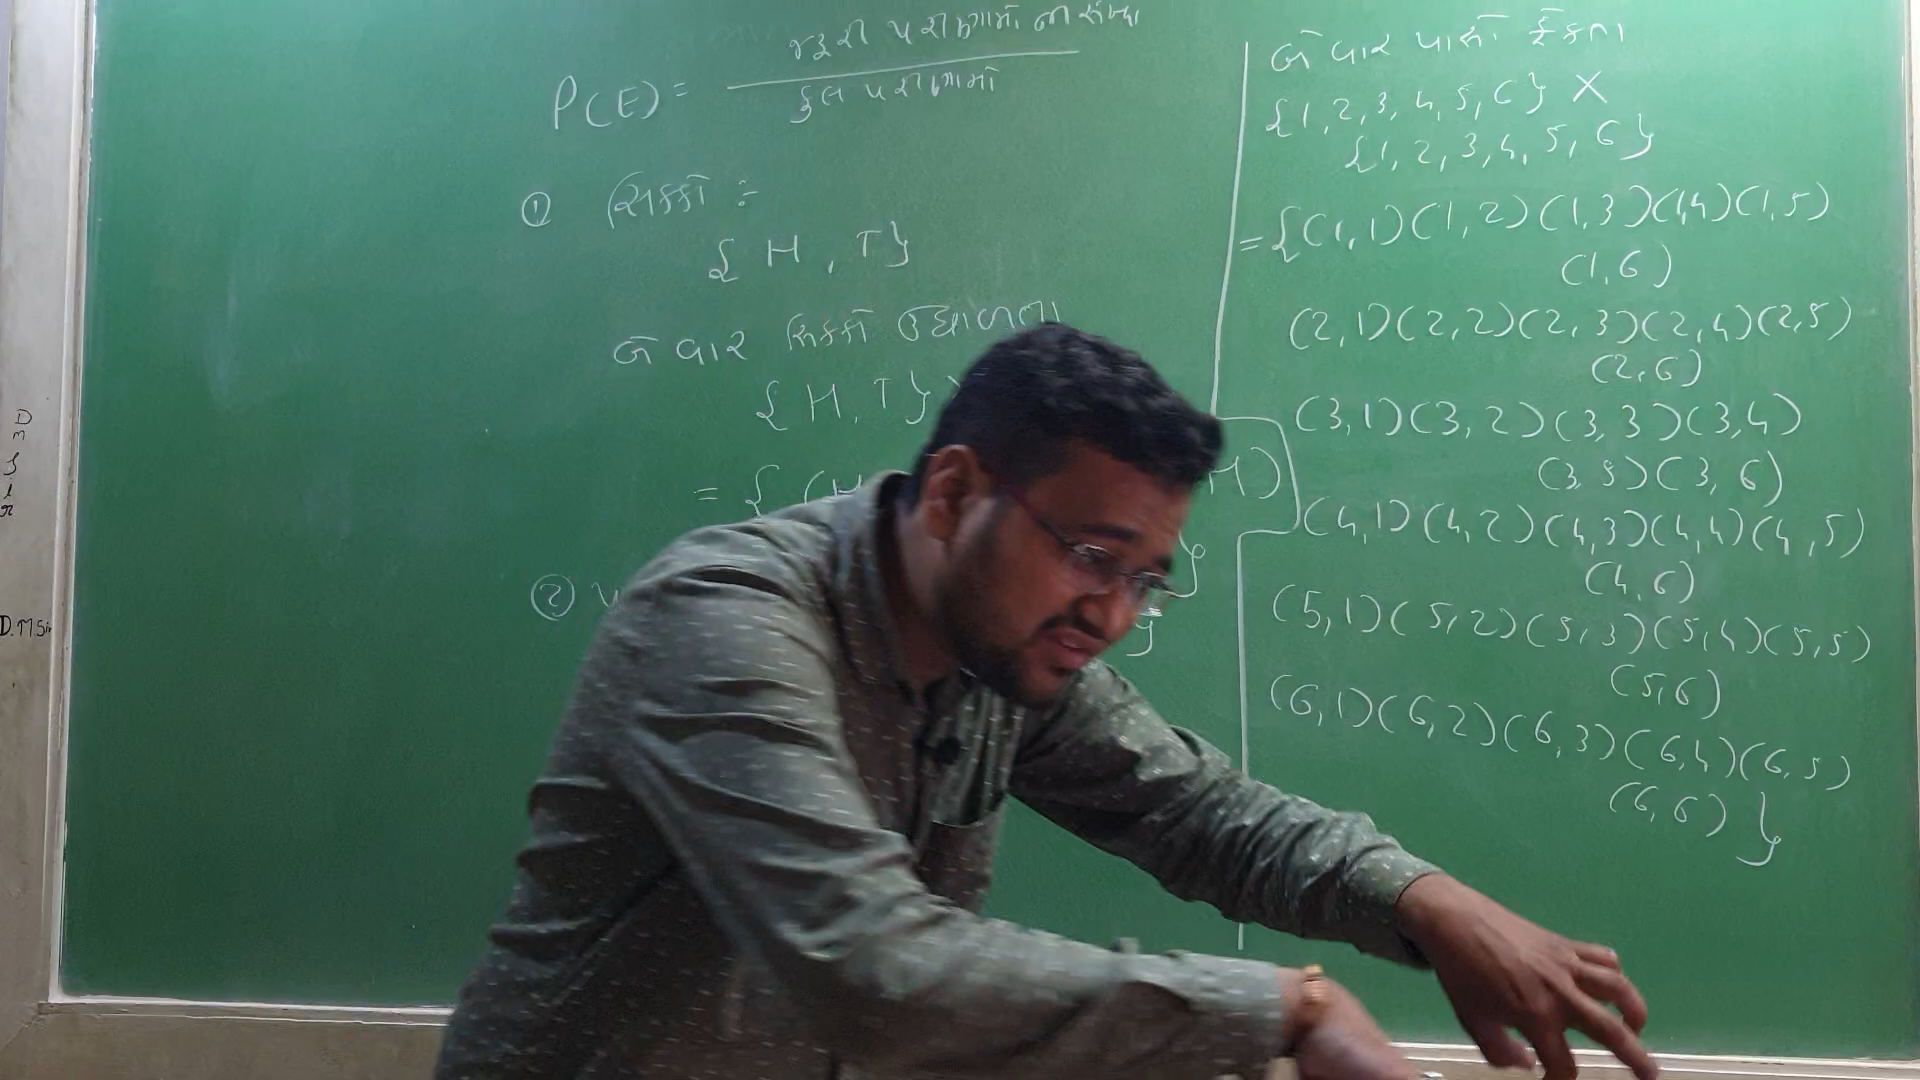 જરૂરી પરીણામોની સંખ્યા
P(E) =
કુલ પરીણામો
① સિક્કો :-
{ H , T }
બે વાર સિક્કો ઉછાળતા
{ H, T }
= { (H
H)
}
②
}
બે વાર પાસો ફેંકતા
{1, 2, 3, 4, 5, 6} ×
{1, 2, 3, 4, 5, 6}
= { (1,1) (1,2) (1,3) (1,4) (1,5)
(1,6)
(2,1) (2,2) (2,3) (2,4) (2,5)
(2,6)
(3,1) (3,2) (3,3) (3,4)
(3,5) (3,6)
(4,1) (4,2) (4,3) (4,4) (4,5)
(4,6)
(5,1) (5,2) (5,3) (5,4) (5,5)
(5,6)
(6,1) (6,2) (6,3) (6,4) (6,5)
(6,6) }
D.M Sir